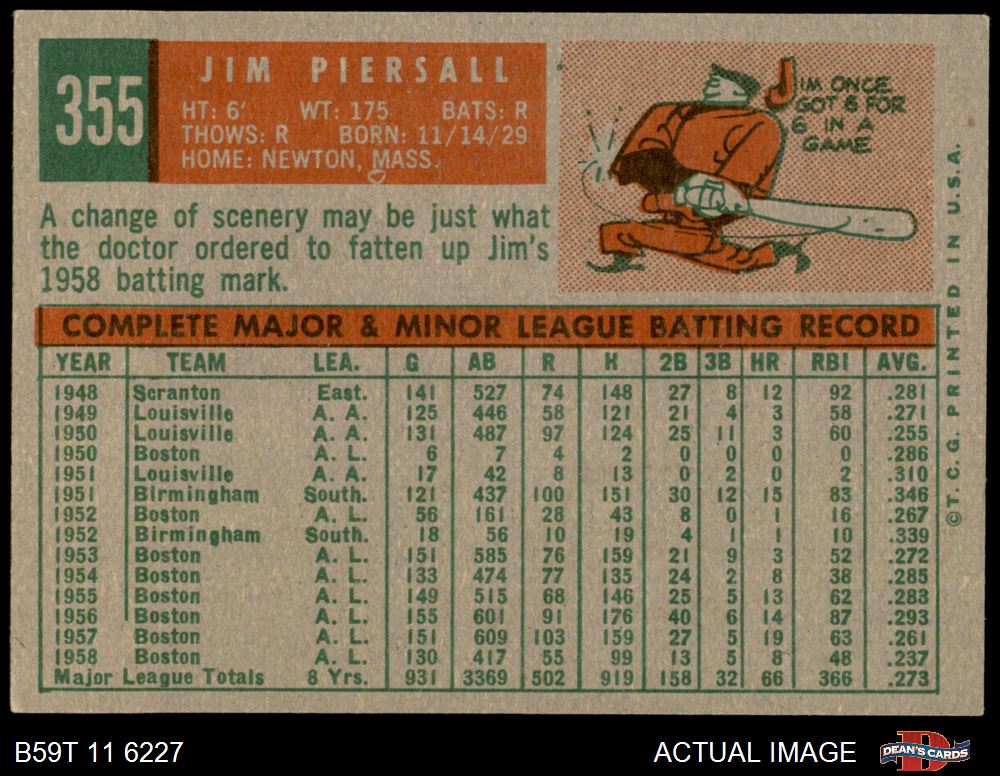 355
JIM PIERSALL
HT: 6' WT: 175 BATS: R
THOWS: R BORN: 11/14/29
HOME: NEWTON, MASS.
JIM ONCE
GOT 6 FOR
6 IN A
GAME
A change of scenery may be just what
the doctor ordered to fatten up Jim's
1958 batting mark.
COMPLETE MAJOR & MINOR LEAGUE BATTING RECORD
YEAR TEAM LEA. G AB R H 2B 3B HR RBI AVG.
1948 Scranton East. 141 527 74 148 27 8 12 92 .281
1949 Louisville A. A. 125 446 58 121 21 4 3 58 .271
1950 Louisville A. A. 131 487 97 124 25 11 3 60 .255
1950 Boston A. L. 6 7 4 2 0 0 0 0 .286
1951 Louisville A. A. 17 42 8 13 0 2 0 2 .310
1951 Birmingham South. 121 437 100 151 30 12 15 83 .346
1952 Boston A. L. 56 161 28 43 8 0 1 16 .267
1952 Birmingham South. 18 56 10 19 4 1 1 10 .339
1953 Boston A. L. 151 585 76 159 21 9 3 52 .272
1954 Boston A. L. 133 474 77 135 24 2 8 38 .285
1955 Boston A. L. 149 515 68 146 25 5 13 62 .283
1956 Boston A. L. 155 601 91 176 40 6 14 87 .293
1957 Boston A. L. 151 609 103 159 27 5 19 63 .261
1958 Boston A. L. 130 417 55 99 13 5 8 48 .237
Major League Totals 8 Yrs. 931 3369 502 919 158 32 66 366 .273
©T.C.G. PRINTED IN U.S.A.
B59T 11 6227
ACTUAL IMAGE
D
DEAN'S CARDS